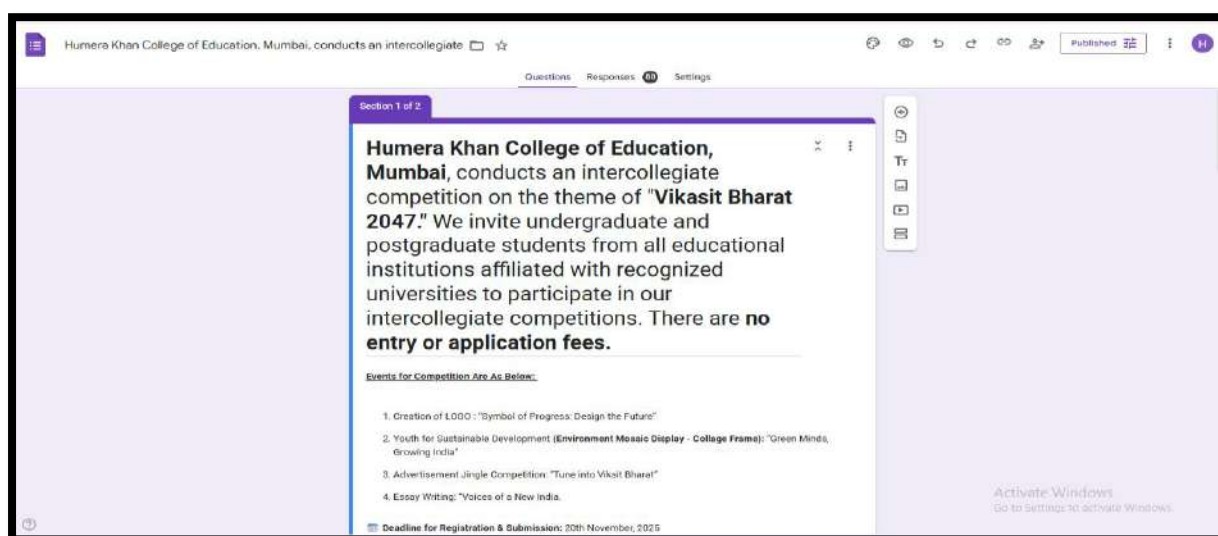 Humera Khan College of Education, Mumbai, conducts an intercollegiate
Published
H
Questions Responses 80 Settings
Section 1 of 2
Humera Khan College of Education,
Mumbai, conducts an intercollegiate
competition on the theme of "Vikasit Bharat
2047." We invite undergraduate and
postgraduate students from all educational
institutions affiliated with recognized
universities to participate in our
intercollegiate competitions. There are no
entry or application fees.
Events for Competition Are As Below:
1. Creation of LOGO : "Symbol of Progress: Design the Future"
2. Youth for Sustainable Development (Environment Mosaic Display - Collage Frame): "Green Minds,
Growing India"
3. Advertisement Jingle Competition: "Tune into Viksit Bharat"
4. Essay Writing: "Voices of a New India.
Deadline for Registration & Submission: 20th November, 2025
Tт
Activate Windows
Go to Settings to activate Windows.